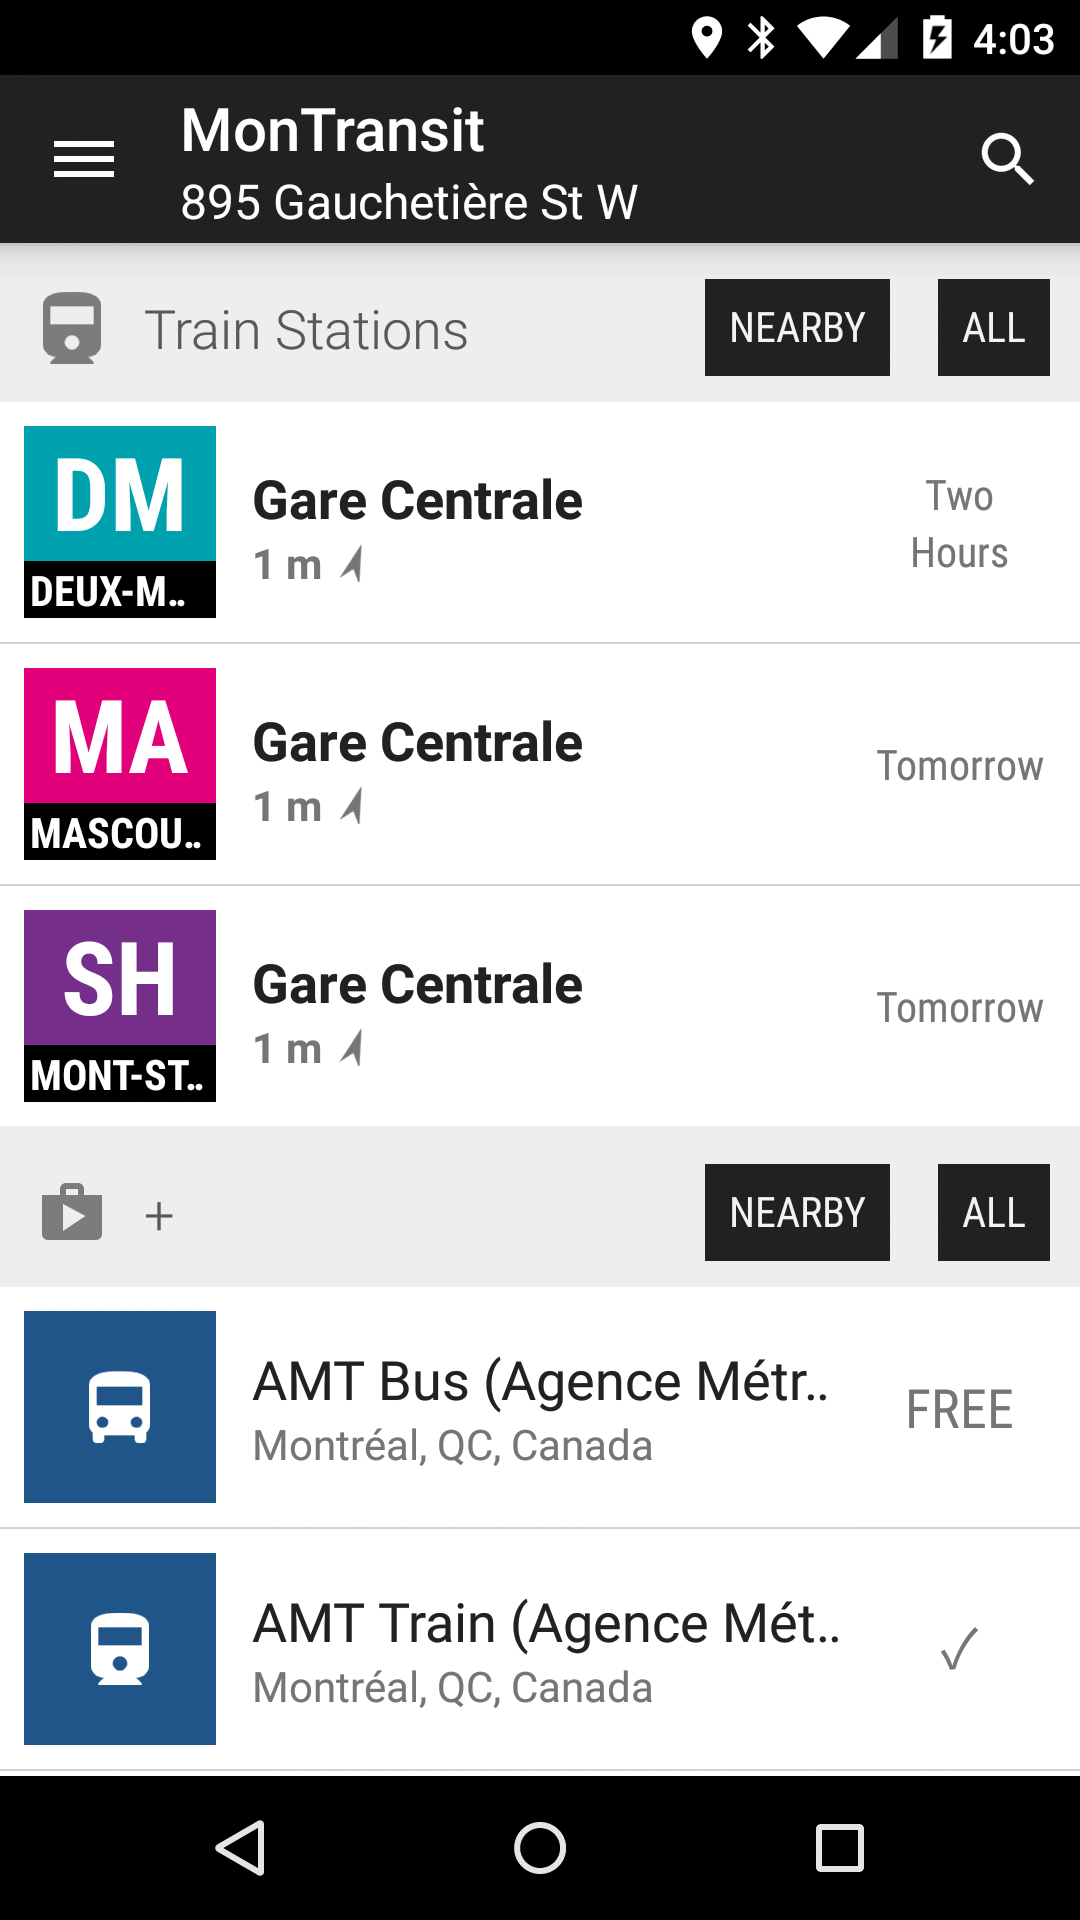 4:03
MonTransit
895 Gauchetière St W
Train Stations NEARBY ALL
DM
DEUX-M..
Gare Centrale
1 m
Two
Hours
MA
MASCOU..
Gare Centrale
1 m
Tomorrow
SH
MONT-ST..
Gare Centrale
1 m
Tomorrow
+ NEARBY ALL
AMT Bus (Agence Métr..
Montréal, QC, Canada
FREE
AMT Train (Agence Mét..
Montréal, QC, Canada
✓